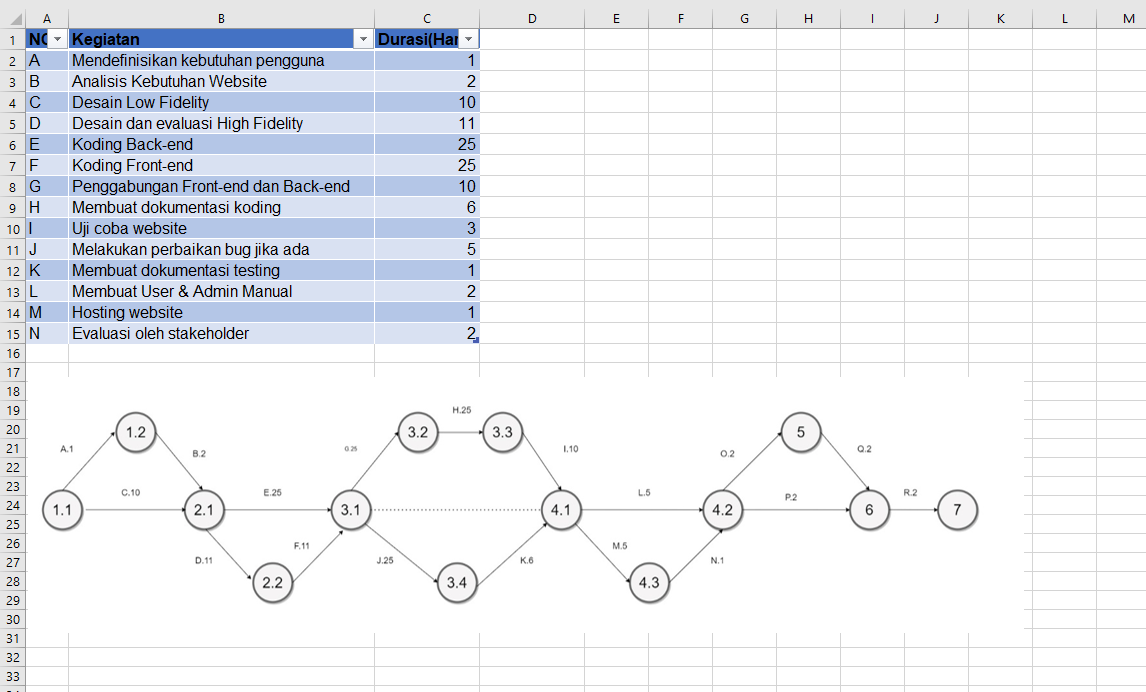 A B C D E F G H I J K L M
1 NO Kegiatan Durasi(Har
2 A Mendefinisikan kebutuhan pengguna 1
3 B Analisis Kebutuhan Website 2
4 C Desain Low Fidelity 10
5 D Desain dan evaluasi High Fidelity 11
6 E Koding Back-end 25
7 F Koding Front-end 25
8 G Penggabungan Front-end dan Back-end 10
9 H Membuat dokumentasi koding 6
10 I Uji coba website 3
11 J Melakukan perbaikan bug jika ada 5
12 K Membuat dokumentasi testing 1
13 L Membuat User & Admin Manual 2
14 M Hosting website 1
15 N Evaluasi oleh stakeholder 2
16
17
18
19 H.25
20 1.2 3.2 3.3 5
21 A.1 B.2 G.25 I.10 O.2 Q.2
22
23 C.10 E.25 L.5 P.2 R.2
24 1.1 2.1 3.1 4.1 4.2 6 7
25
26 F.11 M.5
27 D.11 J.25 K.6 N.1
28 2.2 3.4 4.3
29
30
31
32
33